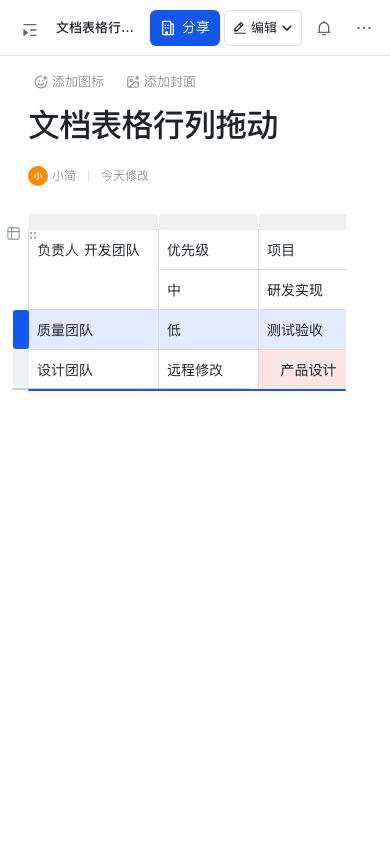 文档表格行… 分享 编辑
添加图标 添加封面
文档表格行列拖动
小 小简 今天修改
负责人 开发团队 优先级 项目
中 研发实现
质量团队 低 测试验收
设计团队 远程修改 产品设计